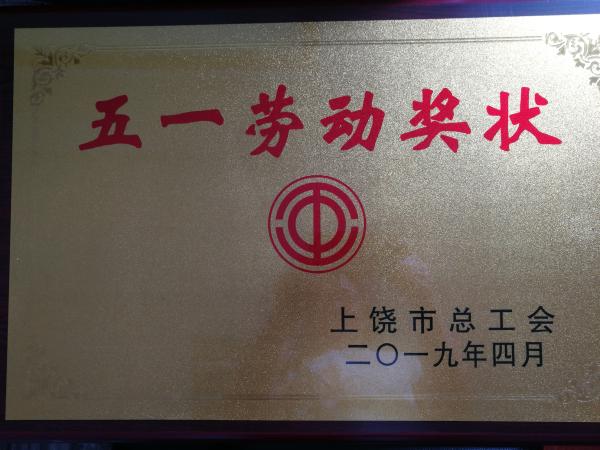 五一劳动奖状
上饶市总工会
二〇一九年四月